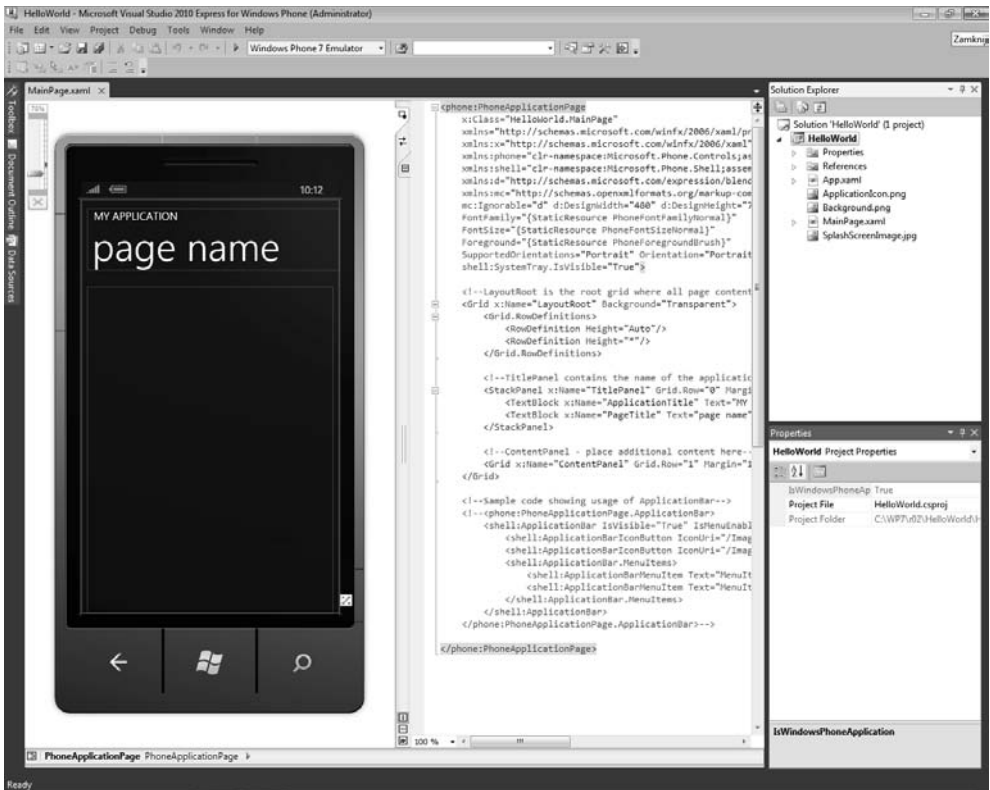 HelloWorld - Microsoft Visual Studio 2010 Express for Windows Phone (Administrator)
File Edit View Project Debug Tools Window Help
Windows Phone 7 Emulator
Zamknij
MainPage.xaml
Toolbox
Document Outline
Data Sources
10:12
MY APPLICATION
page name
<phone:PhoneApplicationPage
x:Class="HelloWorld.MainPage"
xmlns="http://schemas.microsoft.com/winfx/2006/xaml/pr
xmlns:x="http://schemas.microsoft.com/winfx/2006/xaml"
xmlns:phone="clr-namespace:Microsoft.Phone.Controls;as
xmlns:shell="clr-namespace:Microsoft.Phone.Shell;assem
xmlns:d="http://schemas.microsoft.com/expression/blend
xmlns:mc="http://schemas.openxmlformats.org/markup-com
mc:Ignorable="d" d:DesignWidth="480" d:DesignHeight="7
FontFamily="{StaticResource PhoneFontFamilyNormal}"
FontSize="{StaticResource PhoneFontSizeNormal}"
Foreground="{StaticResource PhoneForegroundBrush}"
SupportedOrientations="Portrait" Orientation="Portrait
shell:SystemTray.IsVisible="True">
<!--LayoutRoot is the root grid where all page content
<Grid x:Name="LayoutRoot" Background="Transparent">
<Grid.RowDefinitions>
<RowDefinition Height="Auto"/>
<RowDefinition Height="*"/>
</Grid.RowDefinitions>
<!--TitlePanel contains the name of the applicatic
<StackPanel x:Name="TitlePanel" Grid.Row="0" Margi
<TextBlock x:Name="ApplicationTitle" Text="MY
<TextBlock x:Name="PageTitle" Text="page name"
</StackPanel>
<!--ContentPanel - place additional content here--
<Grid x:Name="ContentPanel" Grid.Row="1" Margin="1
</Grid>
<!--Sample code showing usage of ApplicationBar-->
<!--<phone:PhoneApplicationPage.ApplicationBar>
<shell:ApplicationBar IsVisible="True" IsMenuEnabl
<shell:ApplicationBarIconButton IconUri="/Imag
<shell:ApplicationBarIconButton IconUri="/Imag
<shell:ApplicationBar.MenuItems>
<shell:ApplicationBarMenuItem Text="MenuIt
<shell:ApplicationBarMenuItem Text="MenuIt
</shell:ApplicationBar.MenuItems>
</shell:ApplicationBar>
</phone:PhoneApplicationPage.ApplicationBar>-->
</phone:PhoneApplicationPage>
100 %
PhoneApplicationPage PhoneApplicationPage
Ready
Solution Explorer
Solution 'HelloWorld' (1 project)
HelloWorld
Properties
References
App.xaml
ApplicationIcon.png
Background.png
MainPage.xaml
SplashScreenImage.jpg
Properties
HelloWorld Project Properties
IsWindowsPhoneAp True
Project File HelloWorld.csproj
Project Folder C:\WP7\r02\HelloWorld\H
IsWindowsPhoneApplication